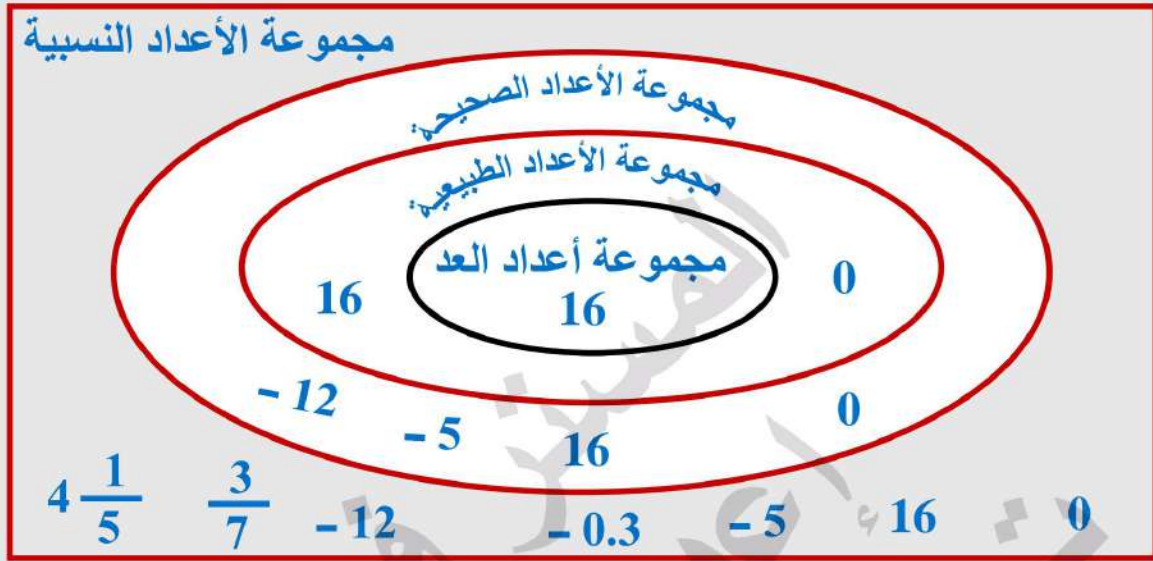 مجموعة الأعداد النسبية
مجموعة الأعداد الصحيحة
مجموعة الأعداد الطبيعية
مجموعة أعداد العد
0
16
16
- 12
- 5
16
0
4 1/5 3/7 - 12 - 0.3 - 5 16 0